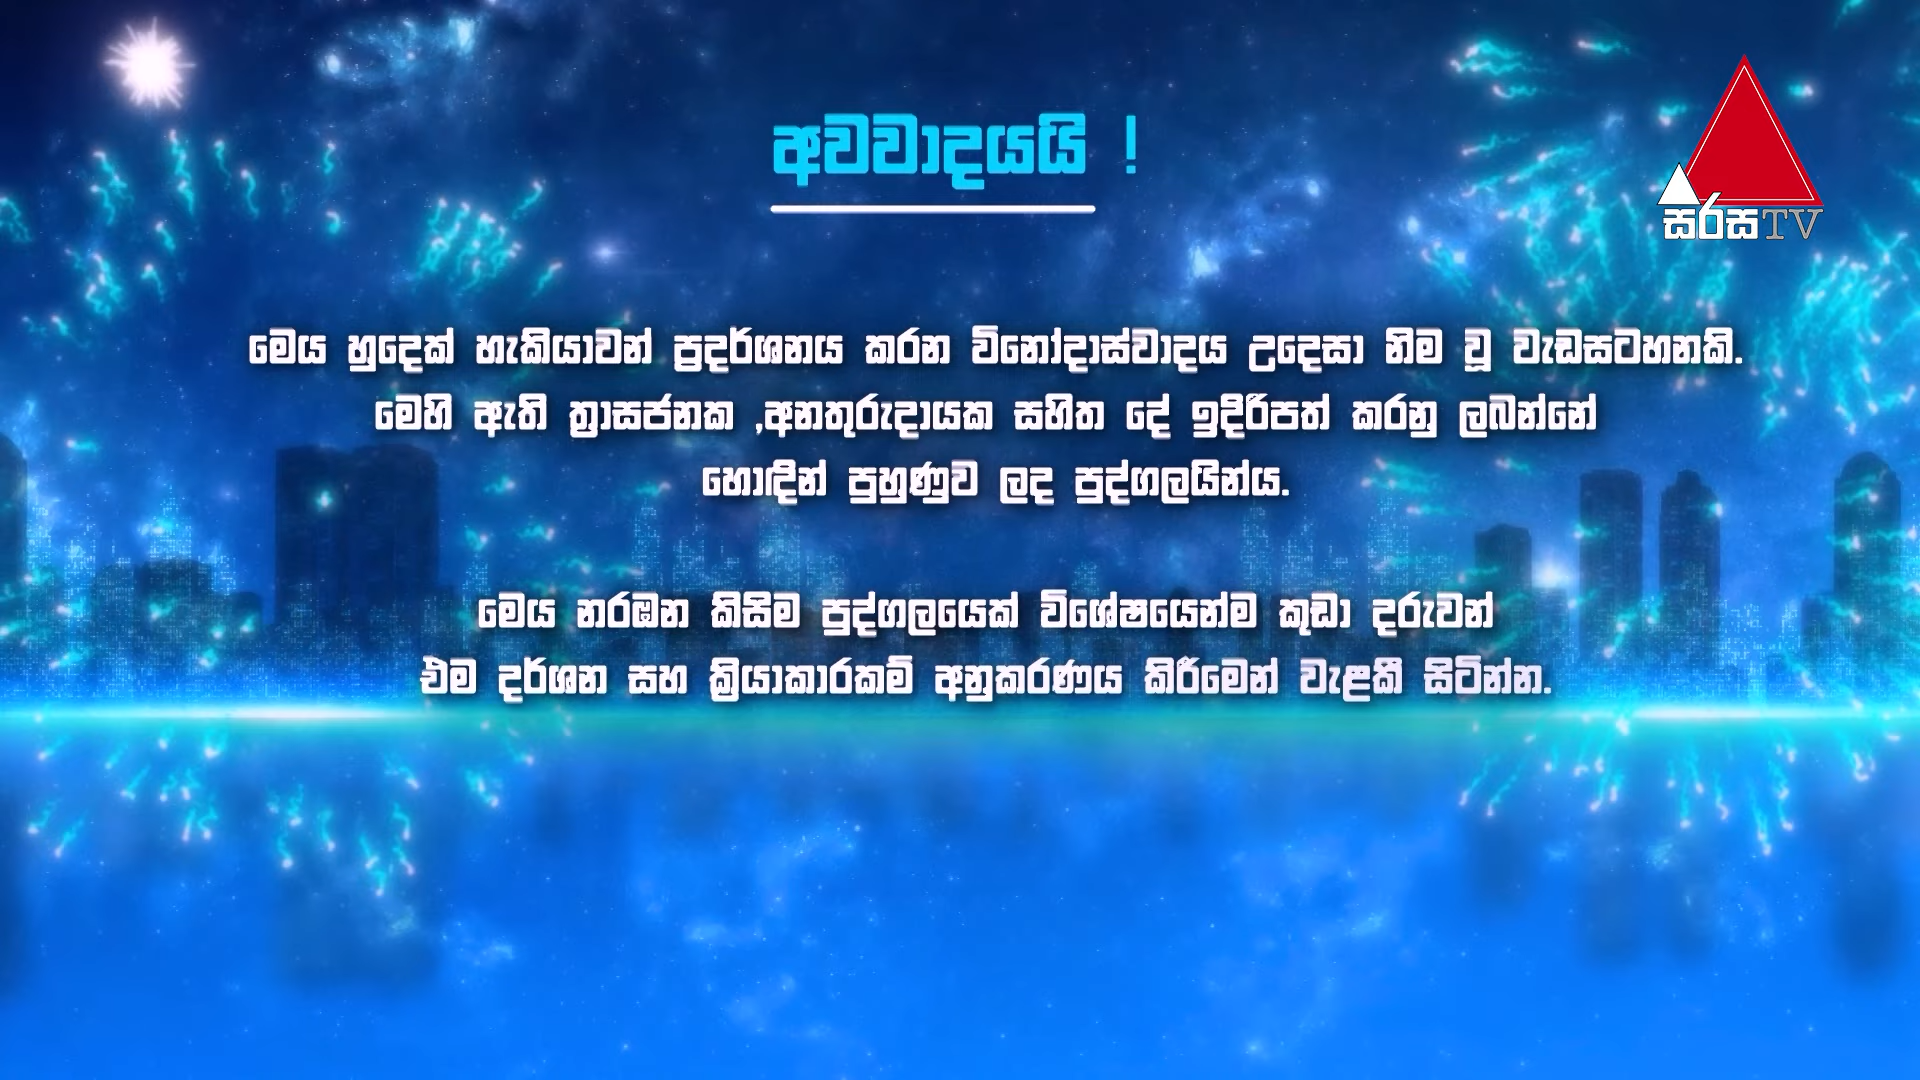 අවවාදයයි !
සිරස TV
මෙය හුදෙක් හැකියාවන් ප්‍රදර්ශනය කරන විනෝදාස්වාදය උදෙසා නිම වූ වැඩසටහනකි.
මෙහි ඇති ත්‍රාසජනක ,අනතුරුදායක සහිත දේ ඉදිරිපත් කරනු ලබන්නේ
හොඳින් පුහුණුව ලද පුද්ගලයින්ය.
මෙය නරඹන කිසිම පුද්ගලයෙක් විශේෂයෙන්ම කුඩා දරුවන්
එම දර්ශන සහ ක්‍රියාකාරකම් අනුකරණය කිරීමෙන් වැළකී සිටින්න.